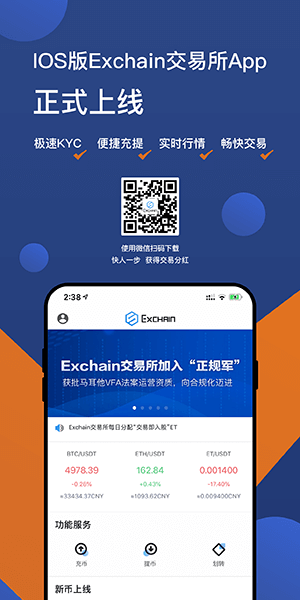 IOS版Exchain交易所App
正式上线
极速KYC 便捷充提 实时行情 畅快交易
EXCHAIN
使用微信扫码下载
快人一步 获得交易分红
2:38
EXCHAIN
Exchain交易所加入“正规军”
获批马耳他VFA法案运营资质，向合规化迈进
Exchain交易所每日分配“交易即入股”ET
BTC/USDT ETH/USDT ET/USDT
4978.39 162.84 0.001400
-0.26% +0.43% -17.40%
≈33434.37CNY ≈1093.62CNY ≈0.009400CNY
功能服务
充币 提币 划转
新币上线